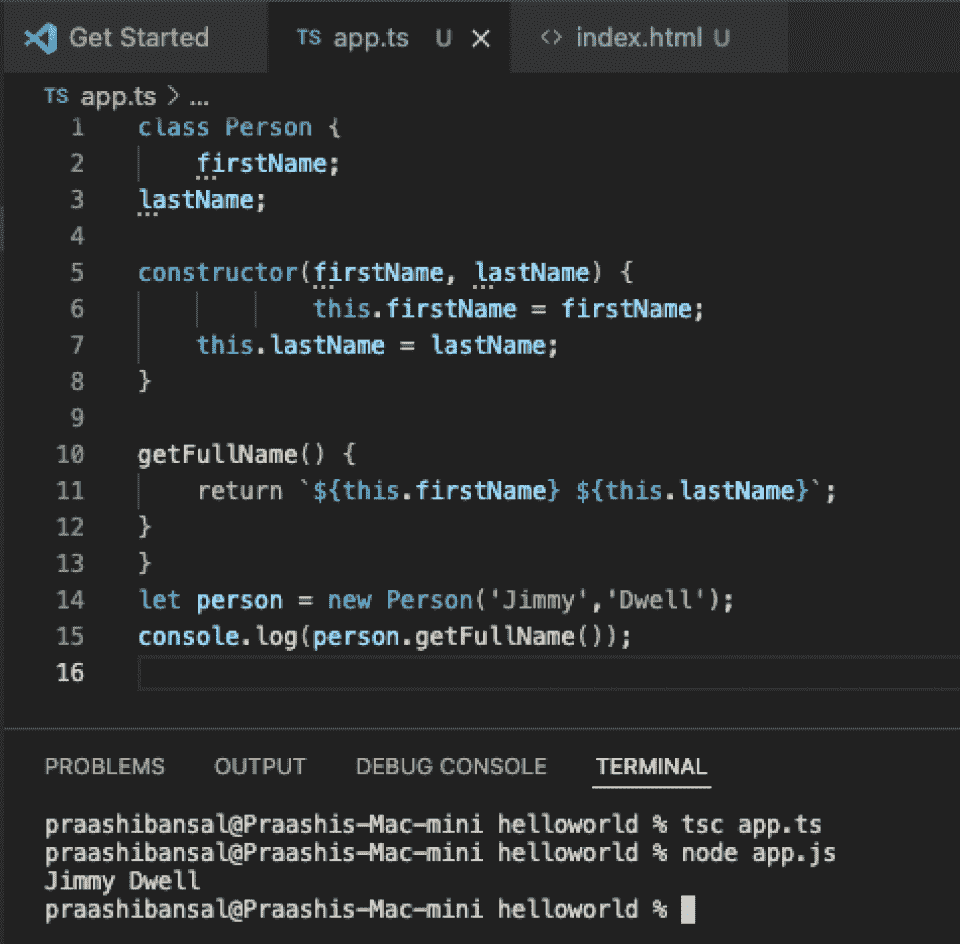 Get Started TS app.ts U × <> index.html U
TS app.ts > ...
1 class Person {
2 firstName;
3 lastName;
4
5 constructor(firstName, lastName) {
6 this.firstName = firstName;
7 this.lastName = lastName;
8 }
9
10 getFullName() {
11 return `${this.firstName} ${this.lastName}`;
12 }
13 }
14 let person = new Person('Jimmy','Dwell');
15 console.log(person.getFullName());
16
PROBLEMS OUTPUT DEBUG CONSOLE TERMINAL
praashibansal@Praashis-Mac-mini helloworld % tsc app.ts
praashibansal@Praashis-Mac-mini helloworld % node app.js
Jimmy Dwell
praashibansal@Praashis-Mac-mini helloworld %